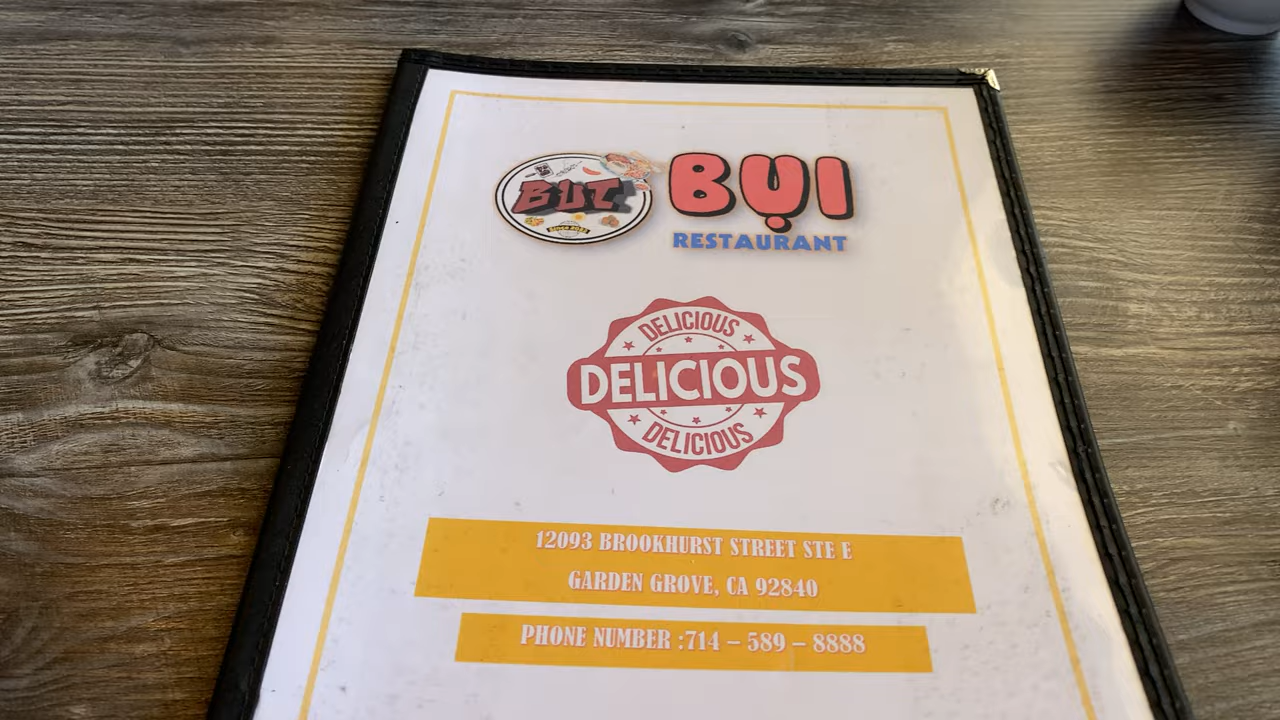 BỤI
RESTAURANT
DELICIOUS
DELICIOUS
DELICIOUS
12093 BROOKHURST STREET STE E
GARDEN GROVE, CA 92840
PHONE NUMBER :714 – 589 – 8888